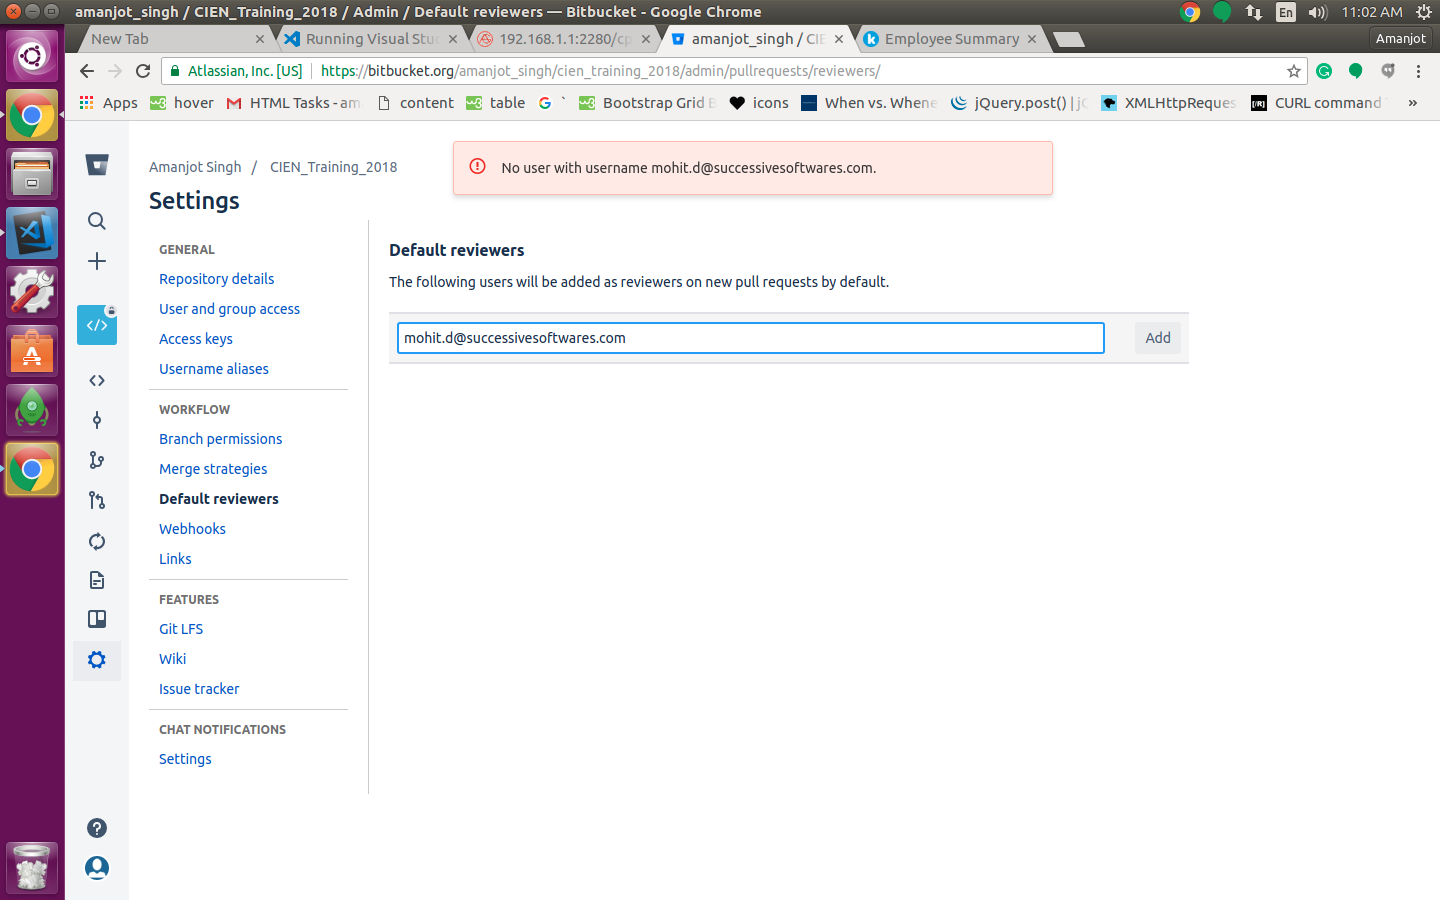 amanjot_singh / CIEN_Training_2018 / Admin / Default reviewers — Bitbucket - Google Chrome
En
11:02 AM
New Tab
Running Visual Stu
192.168.1.1:2280/cp
amanjot_singh / CIE
Employee Summary
Amanjot
Atlassian, Inc. [US]
https://bitbucket.org/amanjot_singh/cien_training_2018/admin/pullrequests/reviewers/
Apps
hover
HTML Tasks - am
content
table
`
Bootstrap Grid B
icons
When vs. Whene
jQuery.post() | jQ
XMLHttpReques
CURL command
»
Amanjot Singh / CIEN_Training_2018
No user with username mohit.d@successivesoftwares.com.
Settings
GENERAL
Repository details
User and group access
Access keys
Username aliases
WORKFLOW
Branch permissions
Merge strategies
Default reviewers
Webhooks
Links
FEATURES
Git LFS
Wiki
Issue tracker
CHAT NOTIFICATIONS
Settings
Default reviewers
The following users will be added as reviewers on new pull requests by default.
mohit.d@successivesoftwares.com
Add